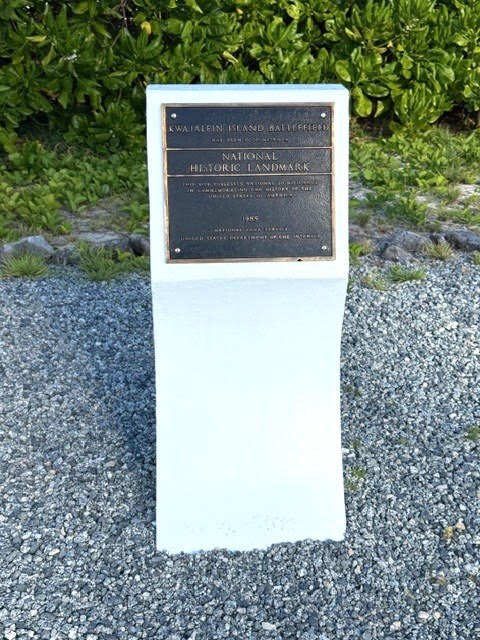 KWAJALEIN ISLAND BATTLEFIELD
HAS BEEN DESIGNATED A
NATIONAL
HISTORIC LANDMARK
THIS SITE POSSESSES NATIONAL SIGNIFICANCE
IN COMMEMORATING THE HISTORY OF THE
UNITED STATES OF AMERICA
1985
NATIONAL PARK SERVICE
UNITED STATES DEPARTMENT OF THE INTERIOR